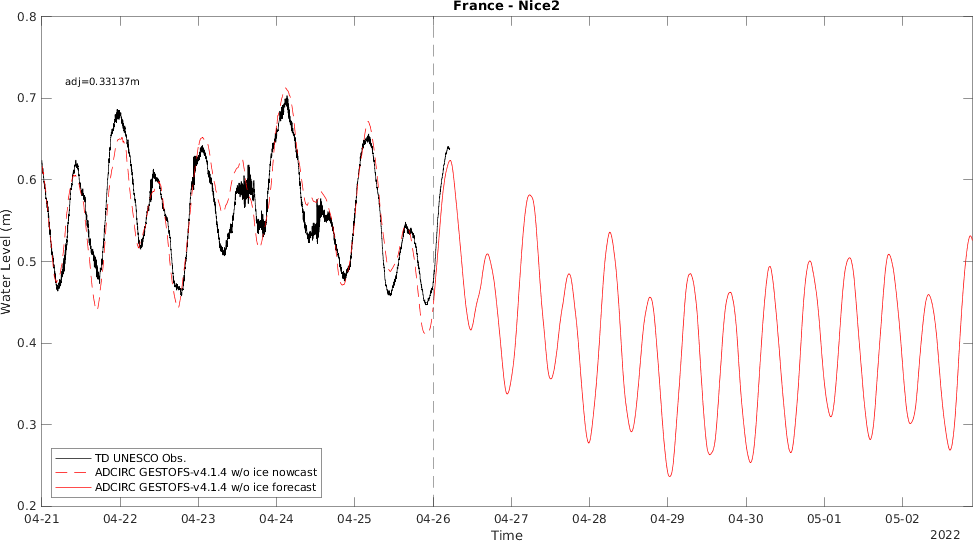 France - Nice2
0.8
adj=0.33137m
0.7
0.6
0.5
0.4
0.3
0.2
Water Level (m)
TD UNESCO Obs.
ADCIRC GESTOFS-v4.1.4 w/o ice nowcast
ADCIRC GESTOFS-v4.1.4 w/o ice forecast
04-21 04-22 04-23 04-24 04-25 04-26 04-27 04-28 04-29 04-30 05-01 05-02
Time
2022